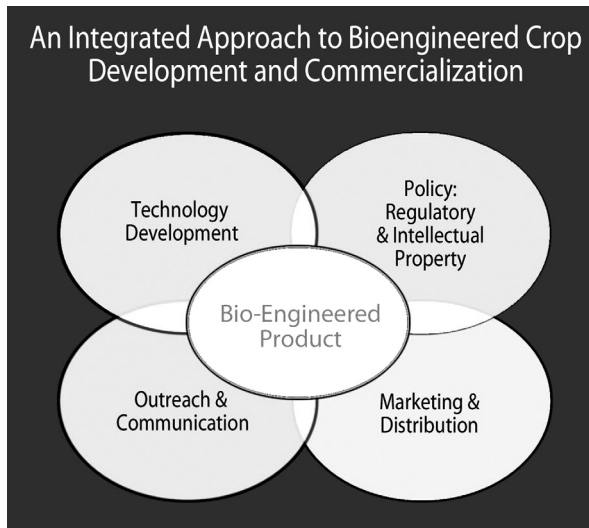 An Integrated Approach to Bioengineered Crop
Development and Commercialization
Technology
Development
Policy:
Regulatory
& Intellectual
Property
Bio-Engineered
Product
Outreach &
Communication
Marketing &
Distribution